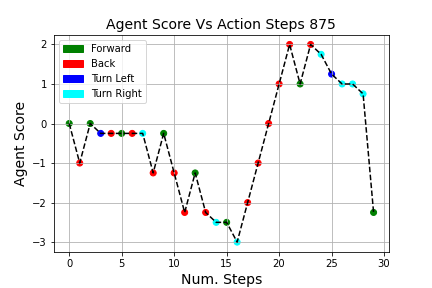 Agent Score Vs Action Steps 875
Forward
Back
Turn Left
Turn Right
Agent Score
2
1
0
−1
−2
−3
0 5 10 15 20 25 30
Num. Steps